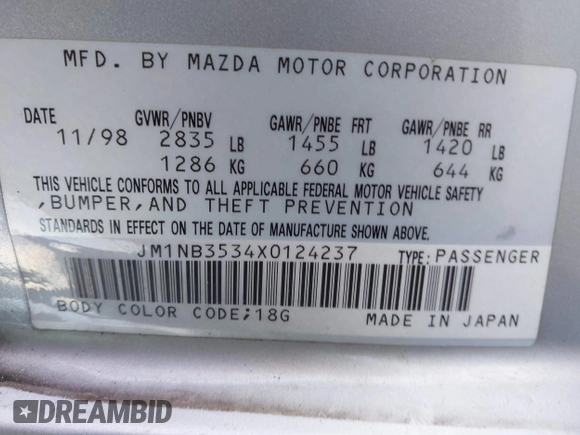 MFD. BY MAZDA MOTOR CORPORATION
DATE GVWR/PNBV GAWR/PNBE FRT GAWR/PNBE RR
11/98 2835 LB 1455 LB 1420 LB
1286 KG 660 KG 644 KG
THIS VEHICLE CONFORMS TO ALL APPLICABLE FEDERAL MOTOR VEHICLE SAFETY
,BUMPER,AND THEFT PREVENTION
STANDARDS IN EFFECT ON THE DATE OF MANUFACTURE SHOWN ABOVE.
JM1NB3534X0124237 TYPE:PASSENGER
BODY COLOR CODE;18G MADE IN JAPAN
DREAMBID